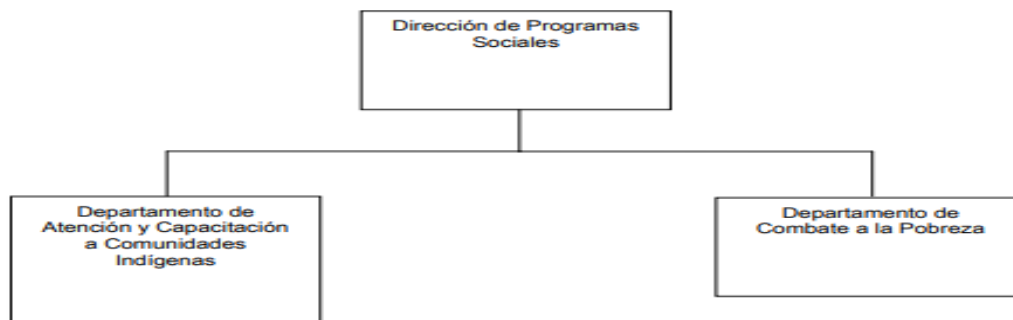 Dirección de Programas
Sociales
Departamento de
Atención y Capacitación
a Comunidades
Indígenas
Departamento de
Combate a la Pobreza